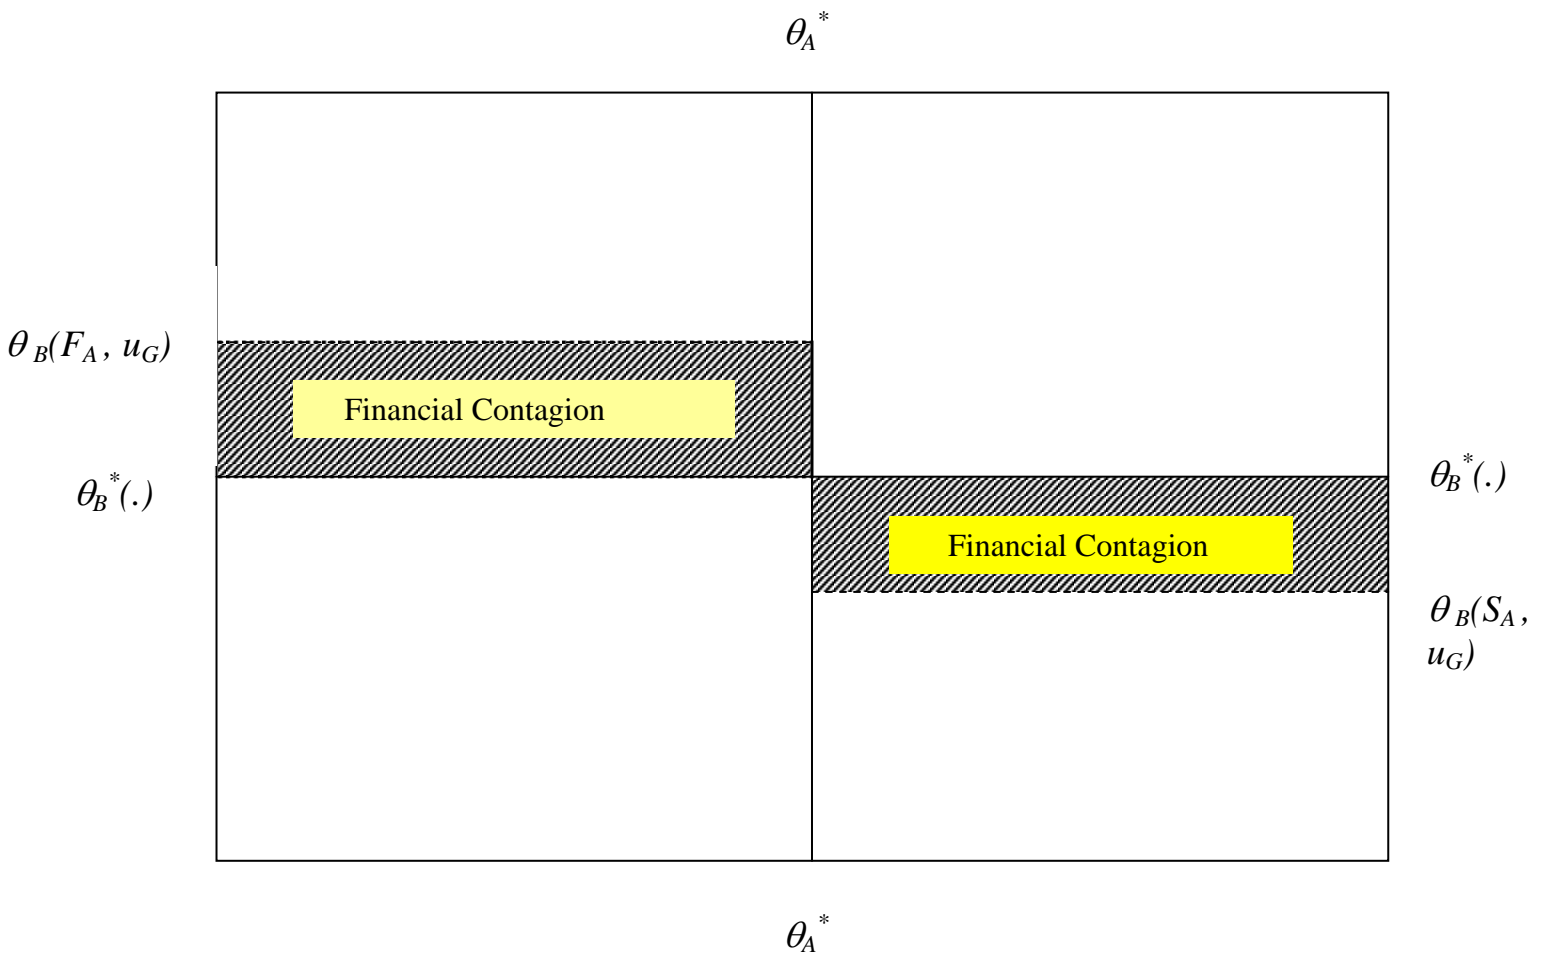 θA*
θB(FA, uG)
Financial Contagion
θB*(.)
θB*(.)
Financial Contagion
θB(SA,
uG)
θA*